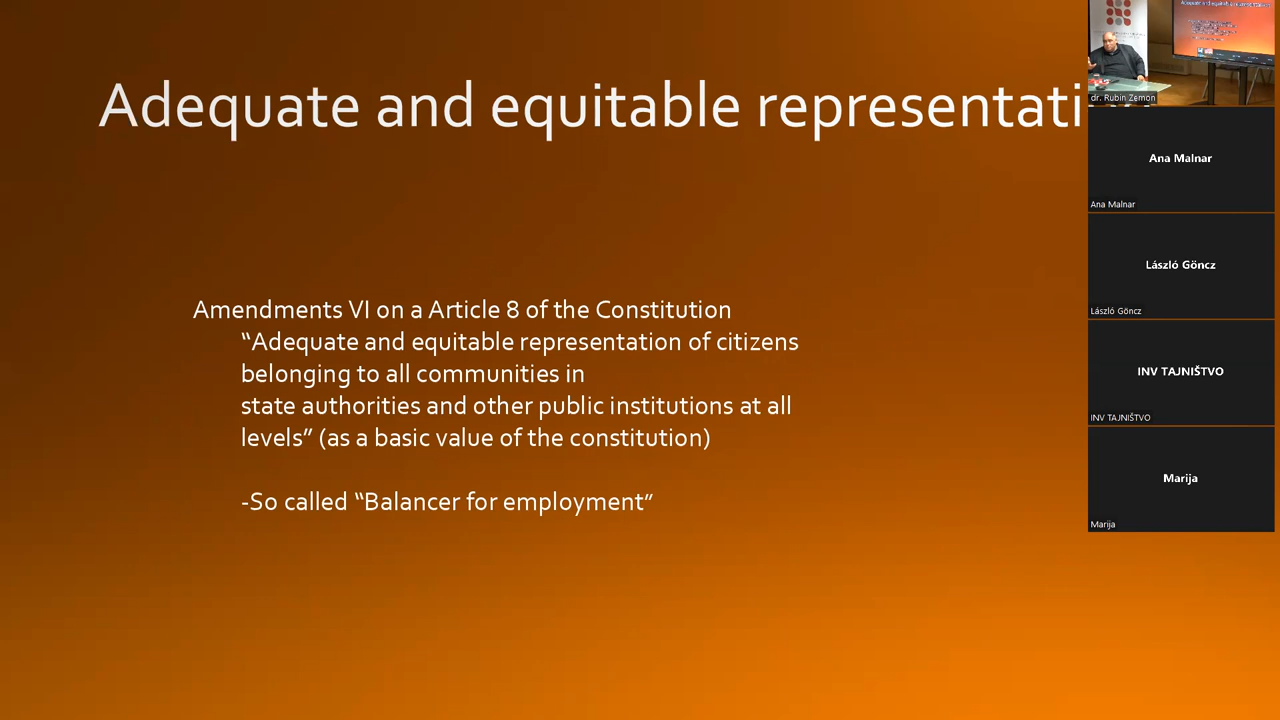 Adequate and equitable representati
Amendments VI on a Article 8 of the Constitution
“Adequate and equitable representation of citizens
belonging to all communities in
state authorities and other public institutions at all
levels” (as a basic value of the constitution)
-So called “Balancer for employment”
dr. Rubin Zemon
Ana Malnar
Ana Malnar
László Göncz
László Göncz
INV TAJNIŠTVO
INV TAJNIŠTVO
Marija
Marija